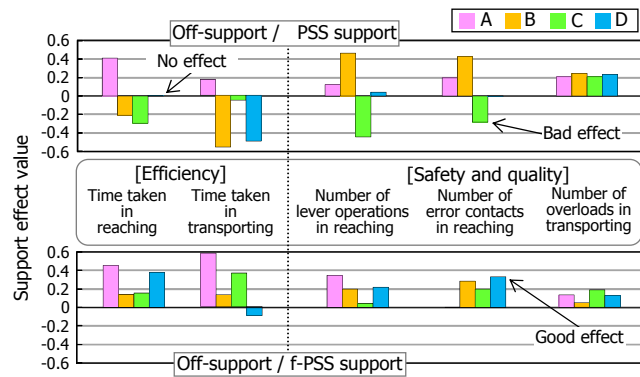 A B C D
Off-support / PSS support
0.6
0.4
0.2
0
-0.2
-0.4
-0.6
No effect
Bad effect
Support effect value
[Efficiency]
[Safety and quality]
Time taken
in
reaching
Time taken
in
transporting
Number of
lever operations
in reaching
Number of
error contacts
in reaching
Number of
overloads in
transporting
0.6
0.4
0.2
0
-0.2
-0.4
-0.6
Good effect
Off-support / f-PSS support